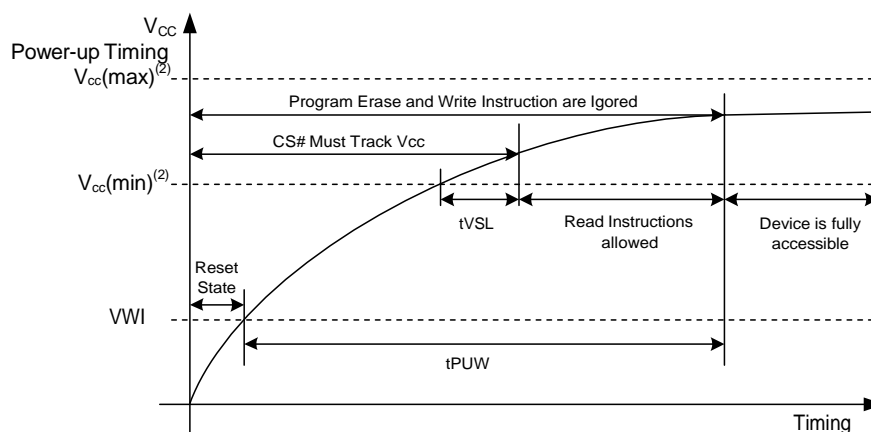 VCC
Power-up Timing
Vcc(max)(2)
Program Erase and Write Instruction are Igored
CS# Must Track Vcc
Vcc(min)(2)
tVSL
Read Instructions
allowed
Device is fully
accessible
Reset
State
VWI
tPUW
Timing